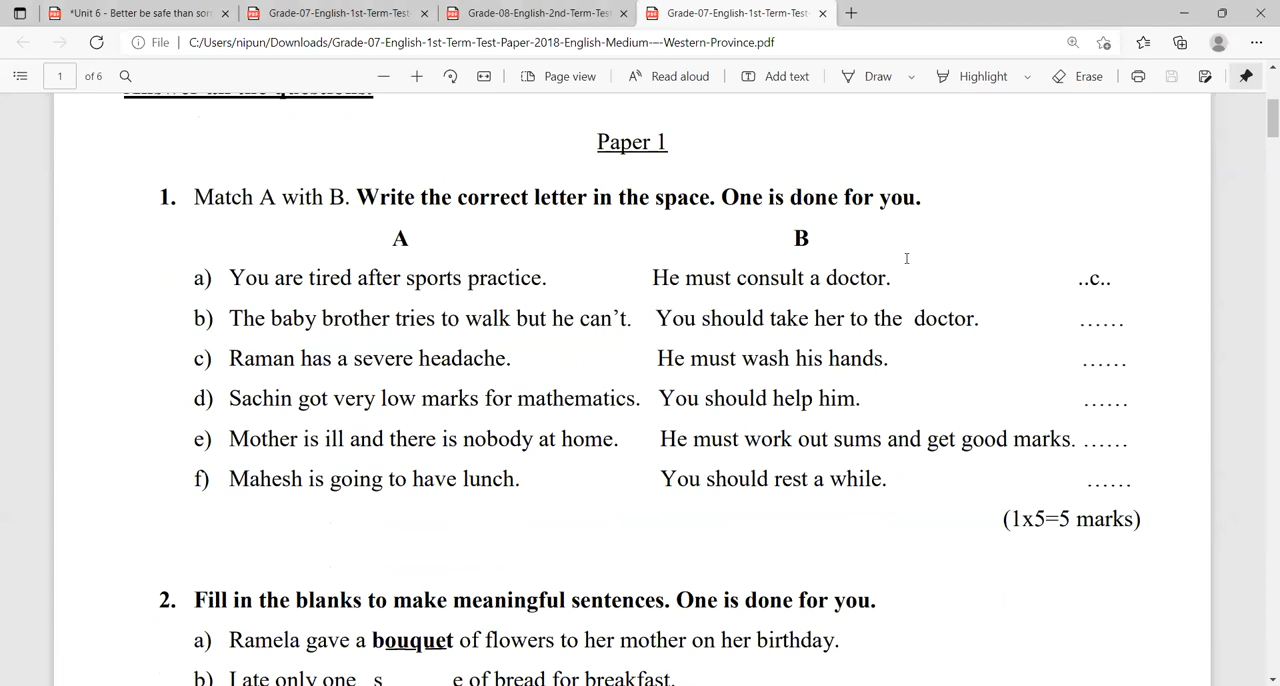 *Unit 6 - Better be safe than sor
Grade-07-English-1st-Term-Test-
Grade-08-English-2nd-Term-Test
Grade-07-English-1st-Term-Test-
File
C:/Users/nipun/Downloads/Grade-07-English-1st-Term-Test-Paper-2018-English-Medium-–-Western-Province.pdf
1 of 6 Page view Read aloud Add text Draw Highlight Erase
Answer all the questions.
Paper 1
1. Match A with B. Write the correct letter in the space. One is done for you.
A B
a) You are tired after sports practice. He must consult a doctor. ..c..
b) The baby brother tries to walk but he can’t. You should take her to the doctor. ……
c) Raman has a severe headache. He must wash his hands. ……
d) Sachin got very low marks for mathematics. You should help him. ……
e) Mother is ill and there is nobody at home. He must work out sums and get good marks. ……
f) Mahesh is going to have lunch. You should rest a while. ……
(1x5=5 marks)
2. Fill in the blanks to make meaningful sentences. One is done for you.
a) Ramela gave a bouquet of flowers to her mother on her birthday.
b) I ate only one s______e of bread for breakfast.